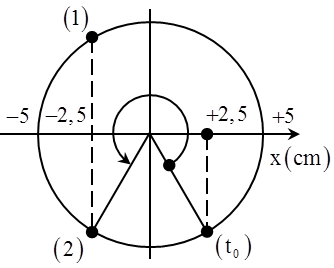 (1)
−5 −2,5 +2,5 +5
x(cm)
(2) (t₀)